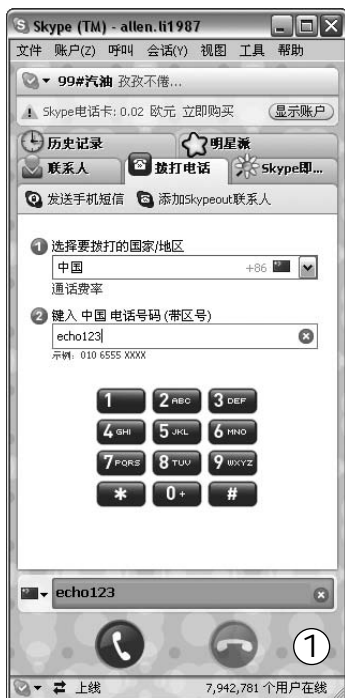 Skype (TM) - allen.li1987
文件 账户(Z) 呼叫 会话(Y) 视图 工具 帮助
99#汽油 孜孜不倦...
Skype电话卡: 0.02 欧元 立即购买 显示账户
历史记录 明星派
联系人 拨打电话 Skype即...
发送手机短信 添加Skypeout联系人
1 选择要拨打的国家/地区
中国 +86
通话费率
2 键入 中国 电话号码 (带区号)
echo123
示例: 010 6555 XXXX
1 2 ABC 3 DEF
4 GHI 5 JKL 6 MNO
7 PQRS 8 TUV 9 WXYZ
* 0 + #
echo123
①
上线 7,942,781 个用户在线